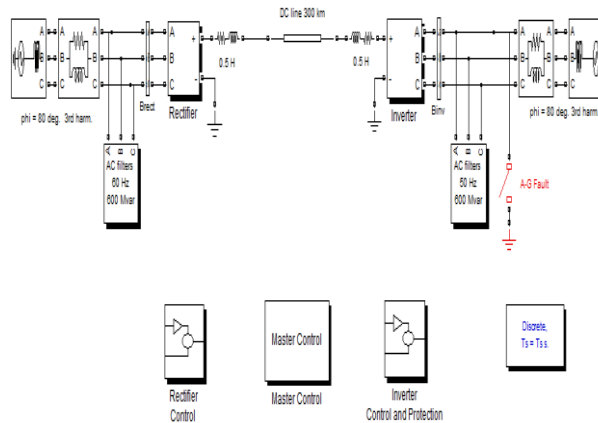 DC line 300 km
A A A A
B B B B
C C C C
+
-
0.5 H
0.5 H
+
-
A A A A
B B B B
C C C C
phi = 80 deg. 3rd harm.
Brect
Rectifier
Inverter
Binv
phi = 80 deg. 3rd harm.
A B C
AC filters
60 Hz
600 Mvar
A B C
AC filters
50 Hz
600 Mvar
A-G Fault
Master Control
Discrete,
Ts = Ts s.
Rectifier
Control
Master Control
Inverter
Control and Protection